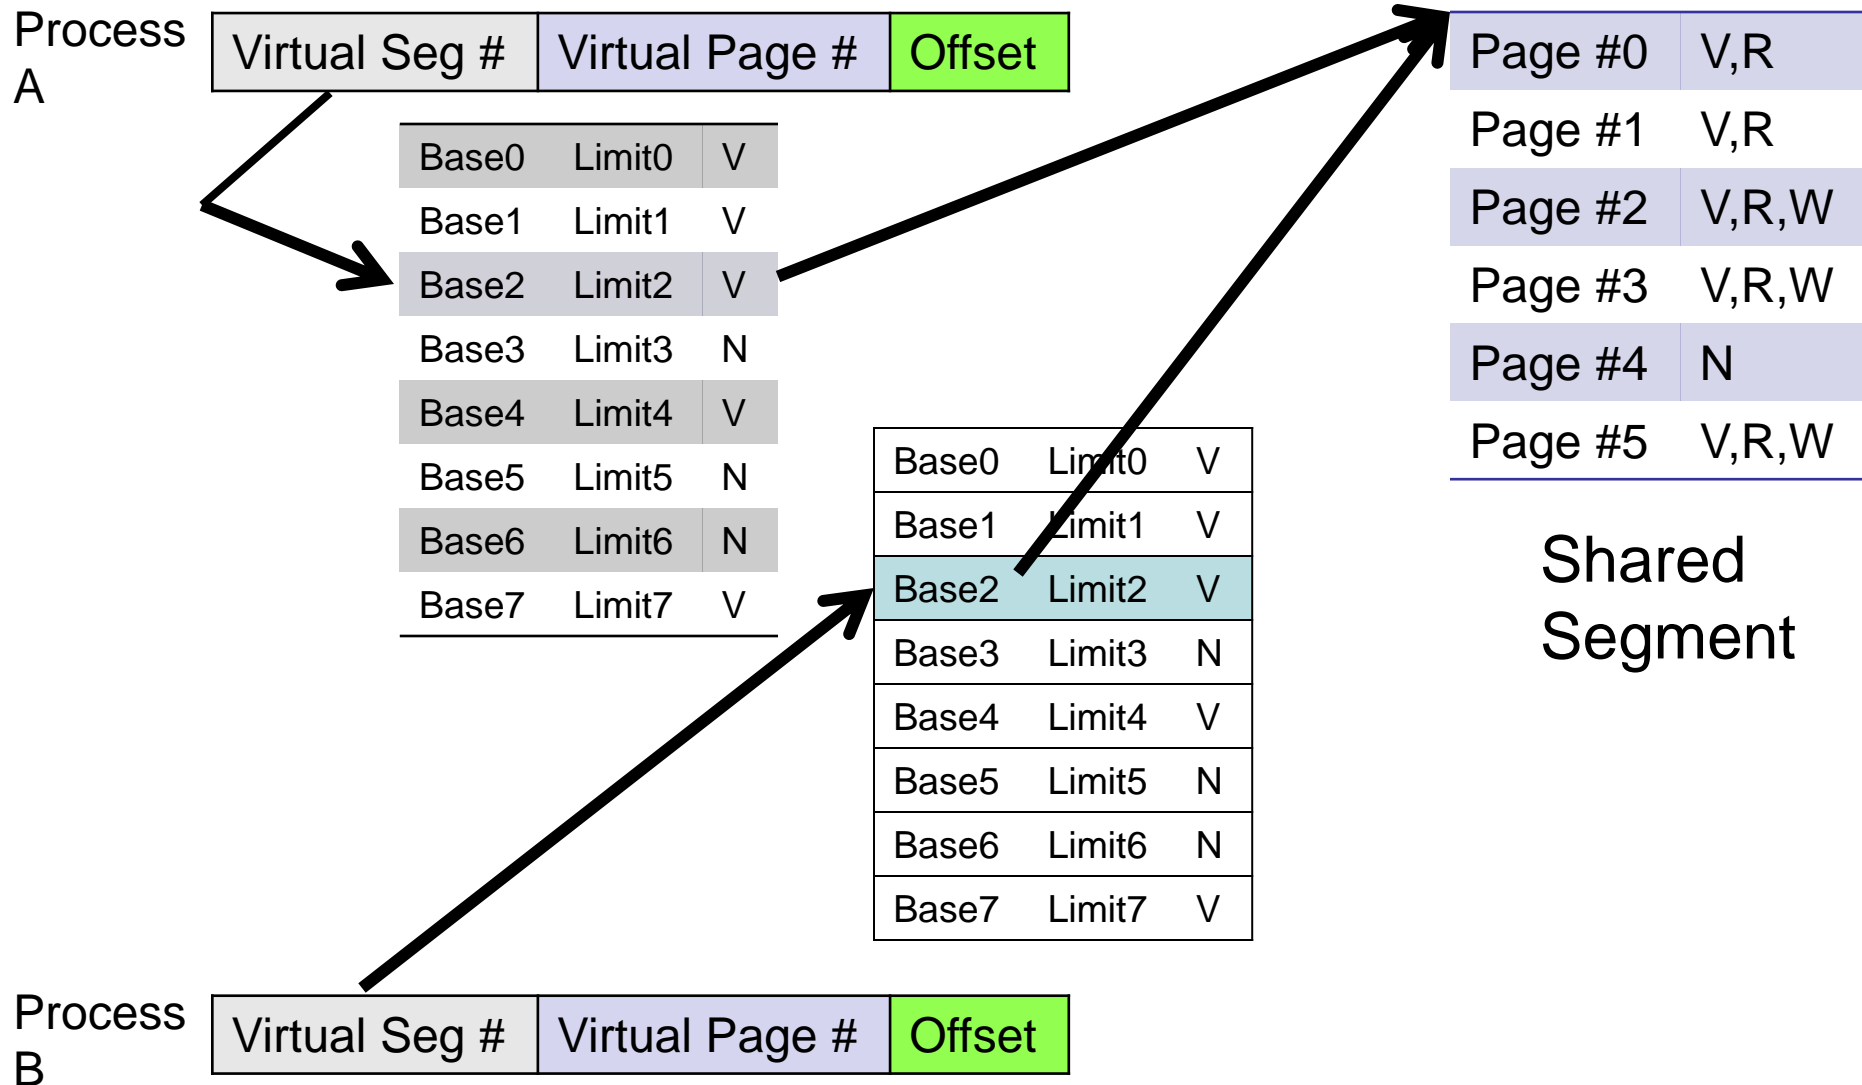 Process A
Virtual Seg # Virtual Page # Offset
Base0 Limit0 V
Base1 Limit1 V
Base2 Limit2 V
Base3 Limit3 N
Base4 Limit4 V
Base5 Limit5 N
Base6 Limit6 N
Base7 Limit7 V
Page #0 V,R
Page #1 V,R
Page #2 V,R,W
Page #3 V,R,W
Page #4 N
Page #5 V,R,W
Shared
Segment
Base0 Limit0 V
Base1 Limit1 V
Base2 Limit2 V
Base3 Limit3 N
Base4 Limit4 V
Base5 Limit5 N
Base6 Limit6 N
Base7 Limit7 V
Process B
Virtual Seg # Virtual Page # Offset